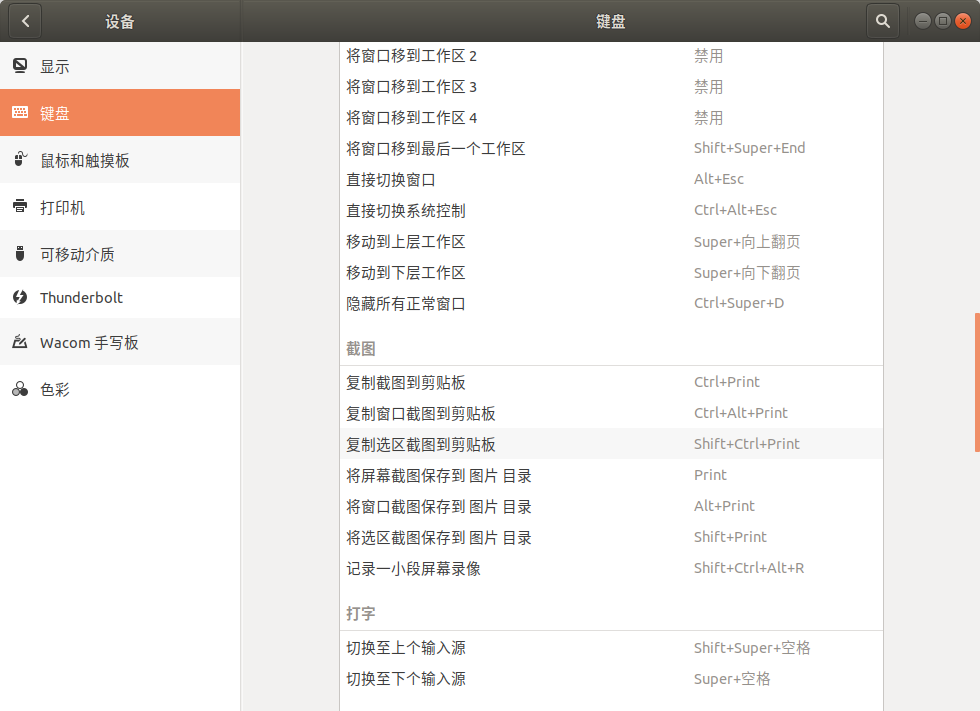 设备
键盘
显示
键盘
鼠标和触摸板
打印机
可移动介质
Thunderbolt
Wacom 手写板
色彩
将窗口移到工作区 2 禁用
将窗口移到工作区 3 禁用
将窗口移到工作区 4 禁用
将窗口移到最后一个工作区 Shift+Super+End
直接切换窗口 Alt+Esc
直接切换系统控制 Ctrl+Alt+Esc
移动到上层工作区 Super+向上翻页
移动到下层工作区 Super+向下翻页
隐藏所有正常窗口 Ctrl+Super+D
截图
复制截图到剪贴板 Ctrl+Print
复制窗口截图到剪贴板 Ctrl+Alt+Print
复制选区截图到剪贴板 Shift+Ctrl+Print
将屏幕截图保存到 图片 目录 Print
将窗口截图保存到 图片 目录 Alt+Print
将选区截图保存到 图片 目录 Shift+Print
记录一小段屏幕录像 Shift+Ctrl+Alt+R
打字
切换至上个输入源 Shift+Super+空格
切换至下个输入源 Super+空格